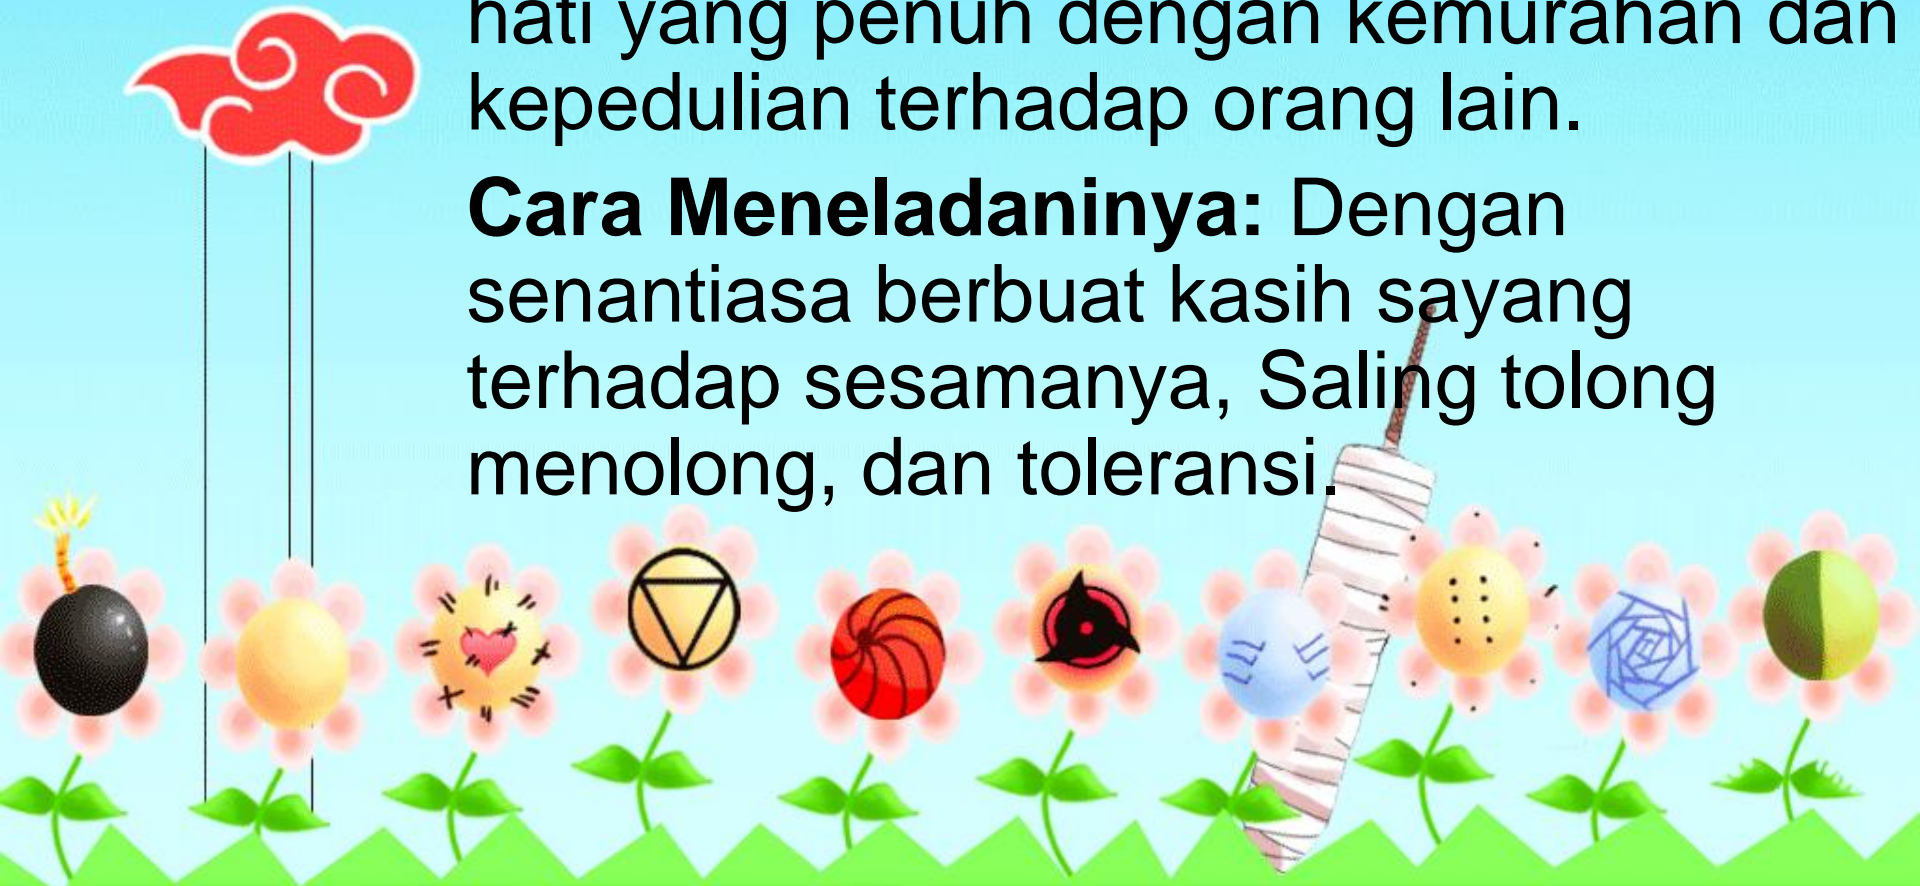 hati yang penuh dengan kemurahan dan
kepedulian terhadap orang lain.
Cara Meneladaninya: Dengan
senantiasa berbuat kasih sayang
terhadap sesamanya, Saling tolong
menolong, dan toleransi.